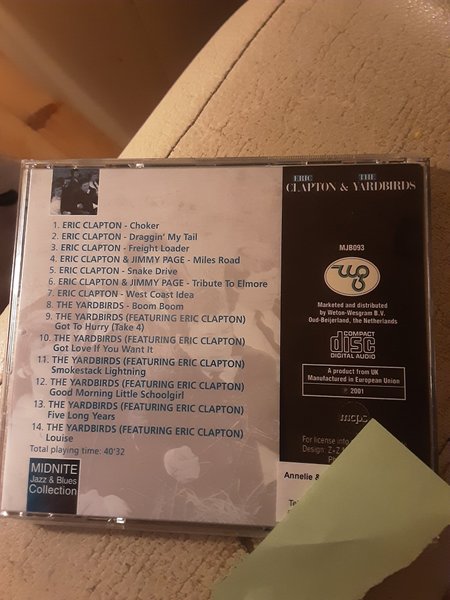 ERIC THE
CLAPTON & YARDBIRDS
1. ERIC CLAPTON - Choker
2. ERIC CLAPTON - Draggin' My Tail
3. ERIC CLAPTON - Freight Loader
4. ERIC CLAPTON & JIMMY PAGE - Miles Road
5. ERIC CLAPTON - Snake Drive
6. ERIC CLAPTON & JIMMY PAGE - Tribute To Elmore
7. ERIC CLAPTON - West Coast Idea
8. THE YARDBIRDS - Boom Boom
9. THE YARDBIRDS (FEATURING ERIC CLAPTON)
Got To Hurry (Take 4)
10. THE YARDBIRDS (FEATURING ERIC CLAPTON)
Got Love If You Want It
11. THE YARDBIRDS (FEATURING ERIC CLAPTON)
Smokestack Lightning
12. THE YARDBIRDS (FEATURING ERIC CLAPTON)
Good Morning Little Schoolgirl
13. THE YARDBIRDS (FEATURING ERIC CLAPTON)
Five Long Years
14. THE YARDBIRDS (FEATURING ERIC CLAPTON)
Louise
Total playing time: 40'32
MIDNITE
Jazz & Blues
Collection
MJB093
Marketed and distributed
by Weton-Wesgram B.V.
Oud-Beijerland, the Netherlands
COMPACT
disc
DIGITAL AUDIO
A product from UK
Manufactured in European Union
℗ 2001
mcps
For license info
Design: Z+Z
Annelie &